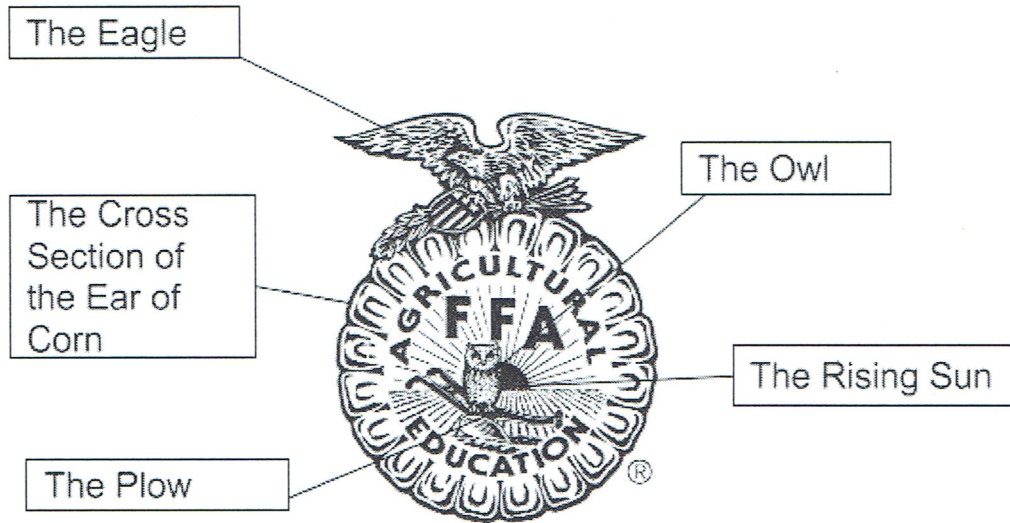 The Eagle
The Owl
The Cross
Section of
the Ear of
Corn
AGRICULTURAL
FFA
The Rising Sun
EDUCATION
The Plow
®